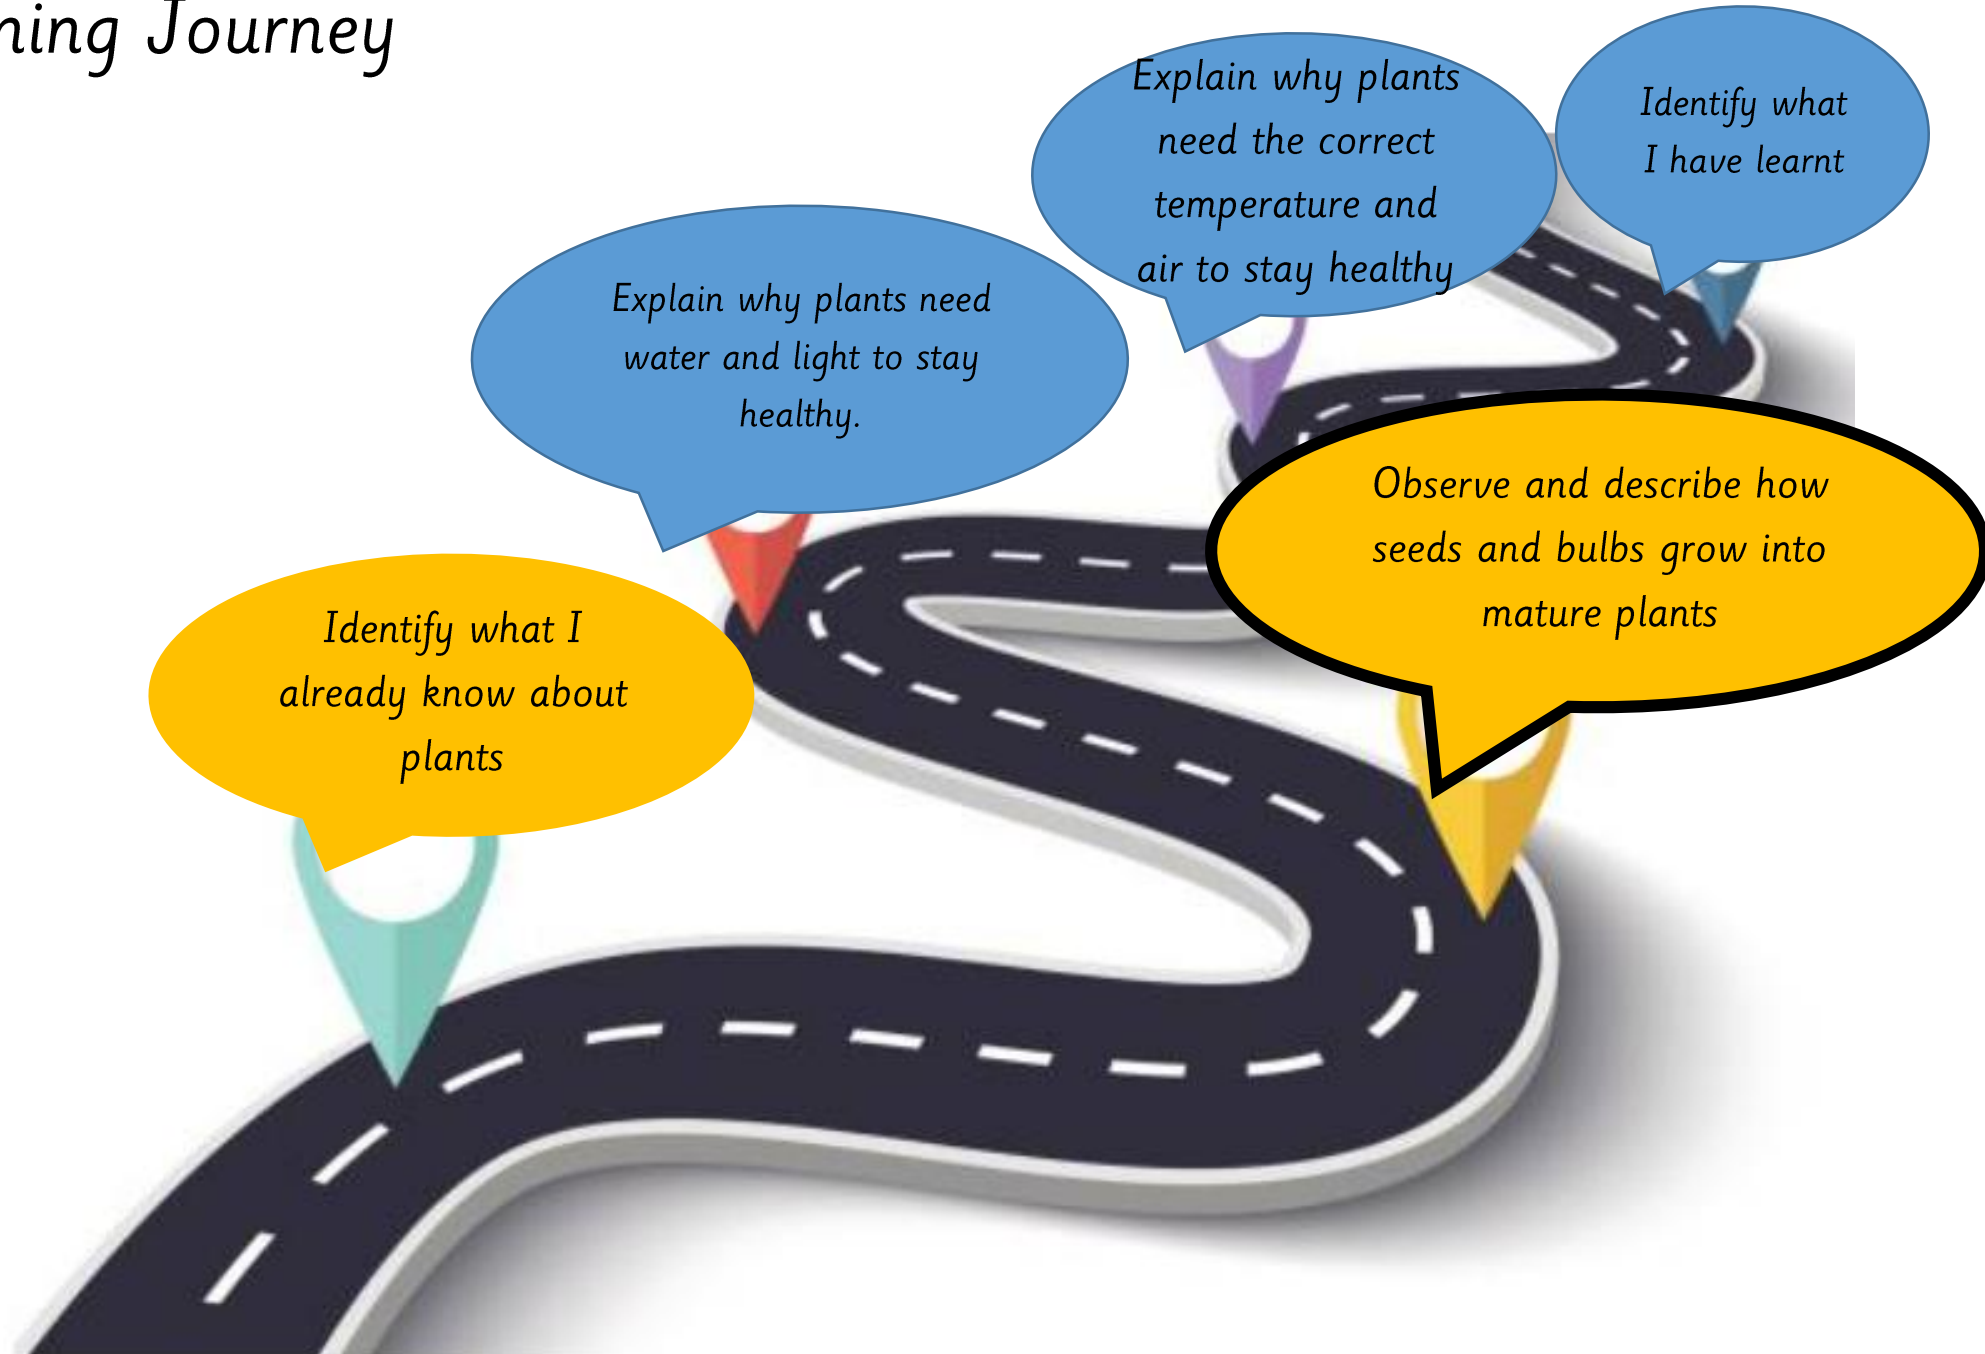 ning Journey
Explain why plants
need the correct
temperature and
air to stay healthy
Identify what
I have learnt
Explain why plants need
water and light to stay
healthy.
Observe and describe how
seeds and bulbs grow into
mature plants
Identify what I
already know about
plants